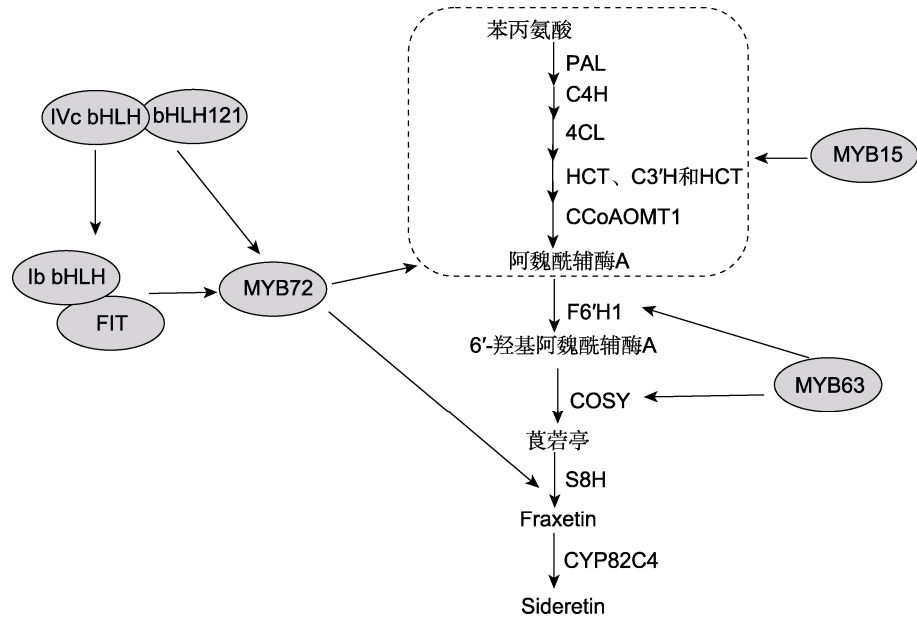 苯丙氨酸
PAL
C4H
4CL
HCT、C3′H和HCT
CCoAOMT1
阿魏酰辅酶A
F6′H1
6′-羟基阿魏酰辅酶A
COSY
莨菪亭
S8H
Fraxetin
CYP82C4
Sideretin
IVc bHLH
bHLH121
Ib bHLH
FIT
MYB72
MYB15
MYB63